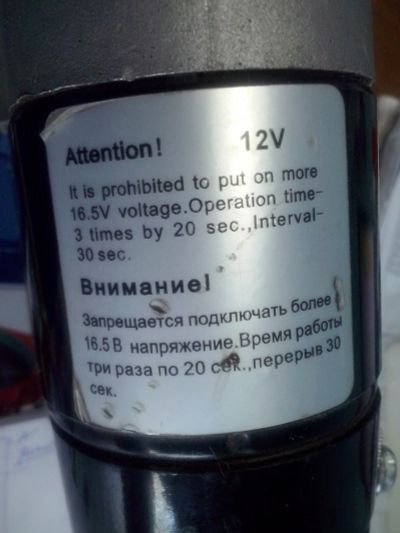 Attention! 12V
It is prohibited to put on more
16.5V voltage.Operation time-
3 times by 20 sec.,Interval-
30 sec.
Внимание!
Запрещается подключать более
16.5В напряжение.Время работы
три раза по 20 сек.,перерыв 30
сек.